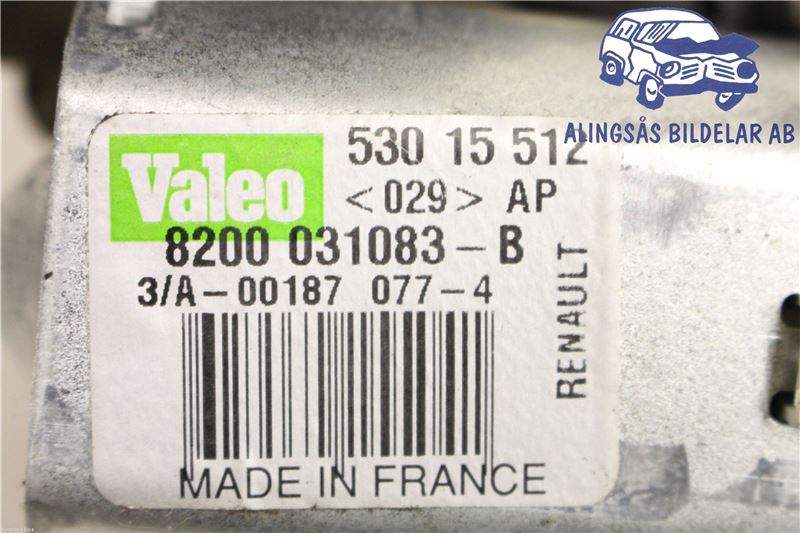 ALINGSÅS BILDELAR AB
Valeo
530 15 512
<029> AP
8200 031083-B
3/A-00187 077-4
RENAULT
MADE IN FRANCE